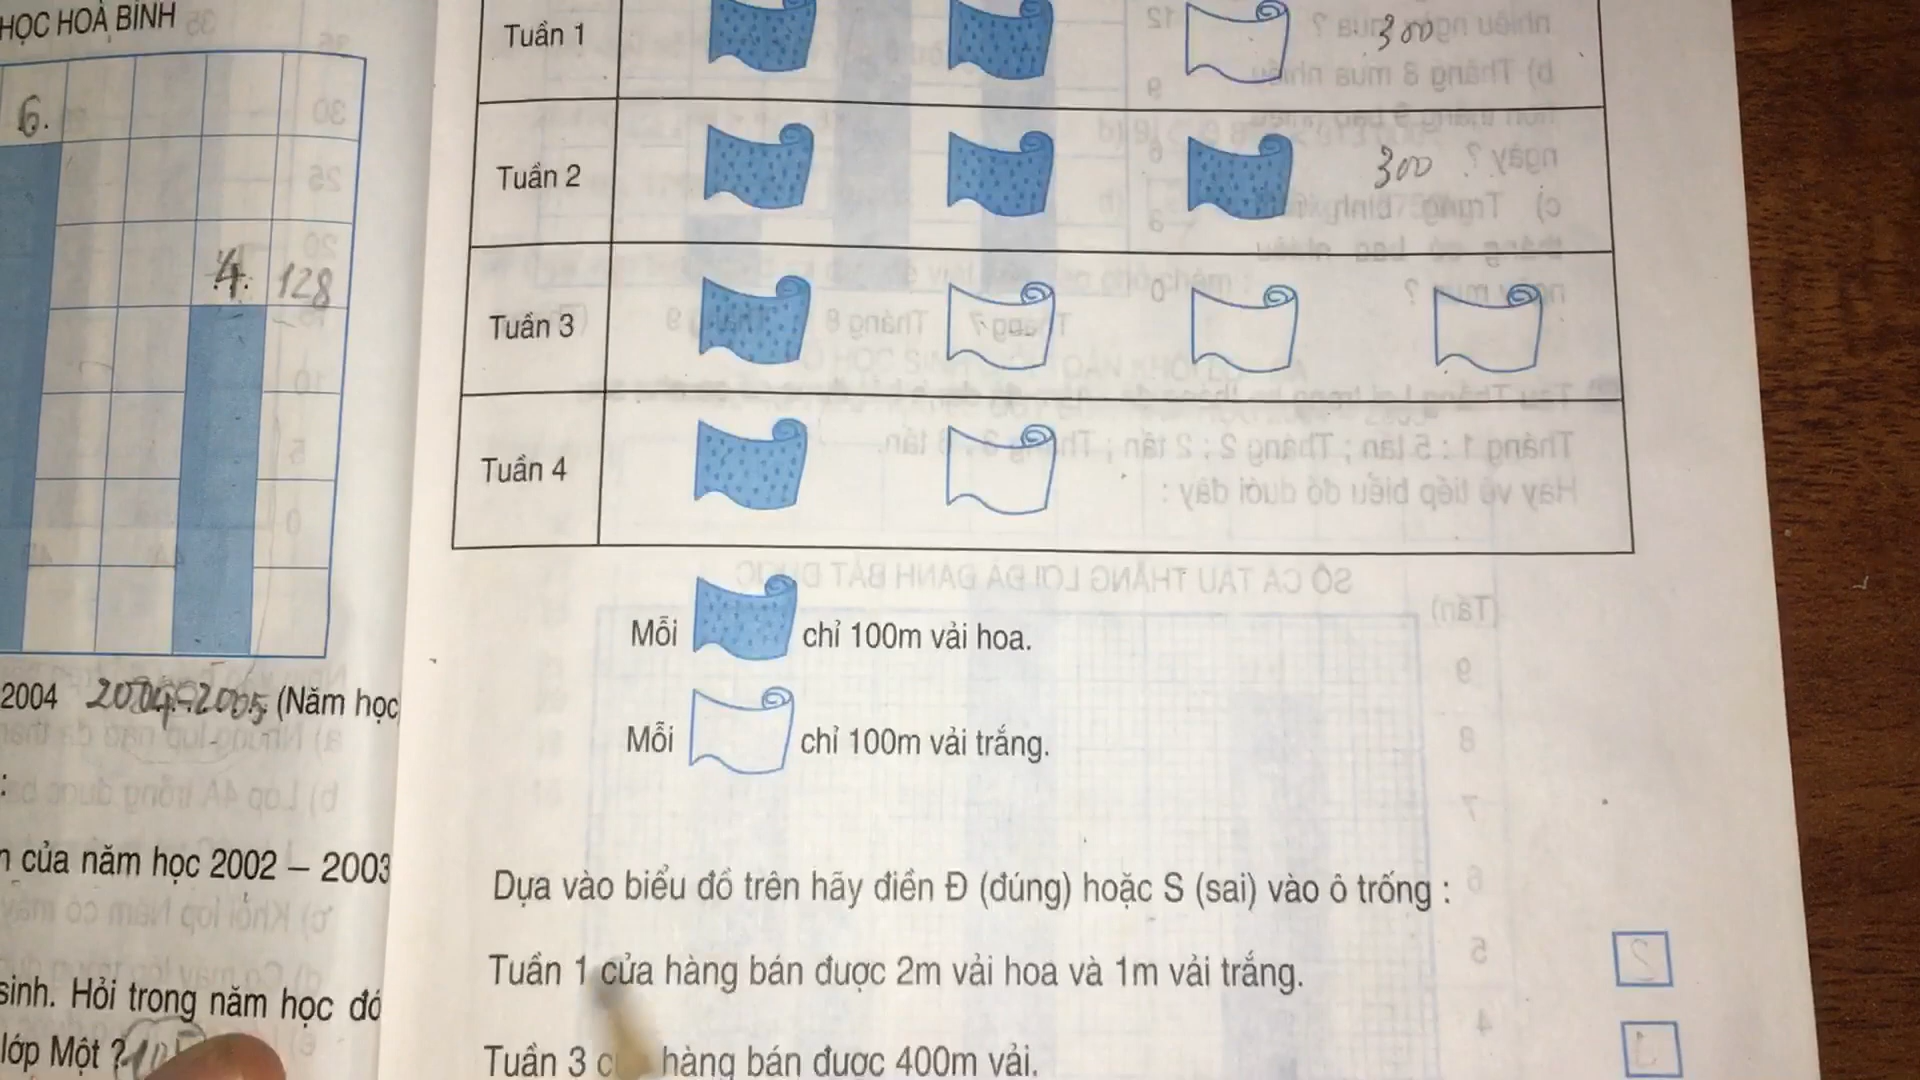 HỌC HOÀ BÌNH
6.
4. 128
2004 2004-2005 (Năm học
:
của năm học 2002 – 2003
sinh. Hỏi trong năm học đó
lớp Một ?
Tuần 1 300
Tuần 2 300
Tuần 3
Tuần 4
Mỗi chỉ 100m vải hoa.
Mỗi chỉ 100m vải trắng.
Dựa vào biểu đồ trên hãy điền Đ (đúng) hoặc S (sai) vào ô trống :
Tuần 1 cửa hàng bán được 2m vải hoa và 1m vải trắng.
Tuần 3 hàng bán được 400m vải.